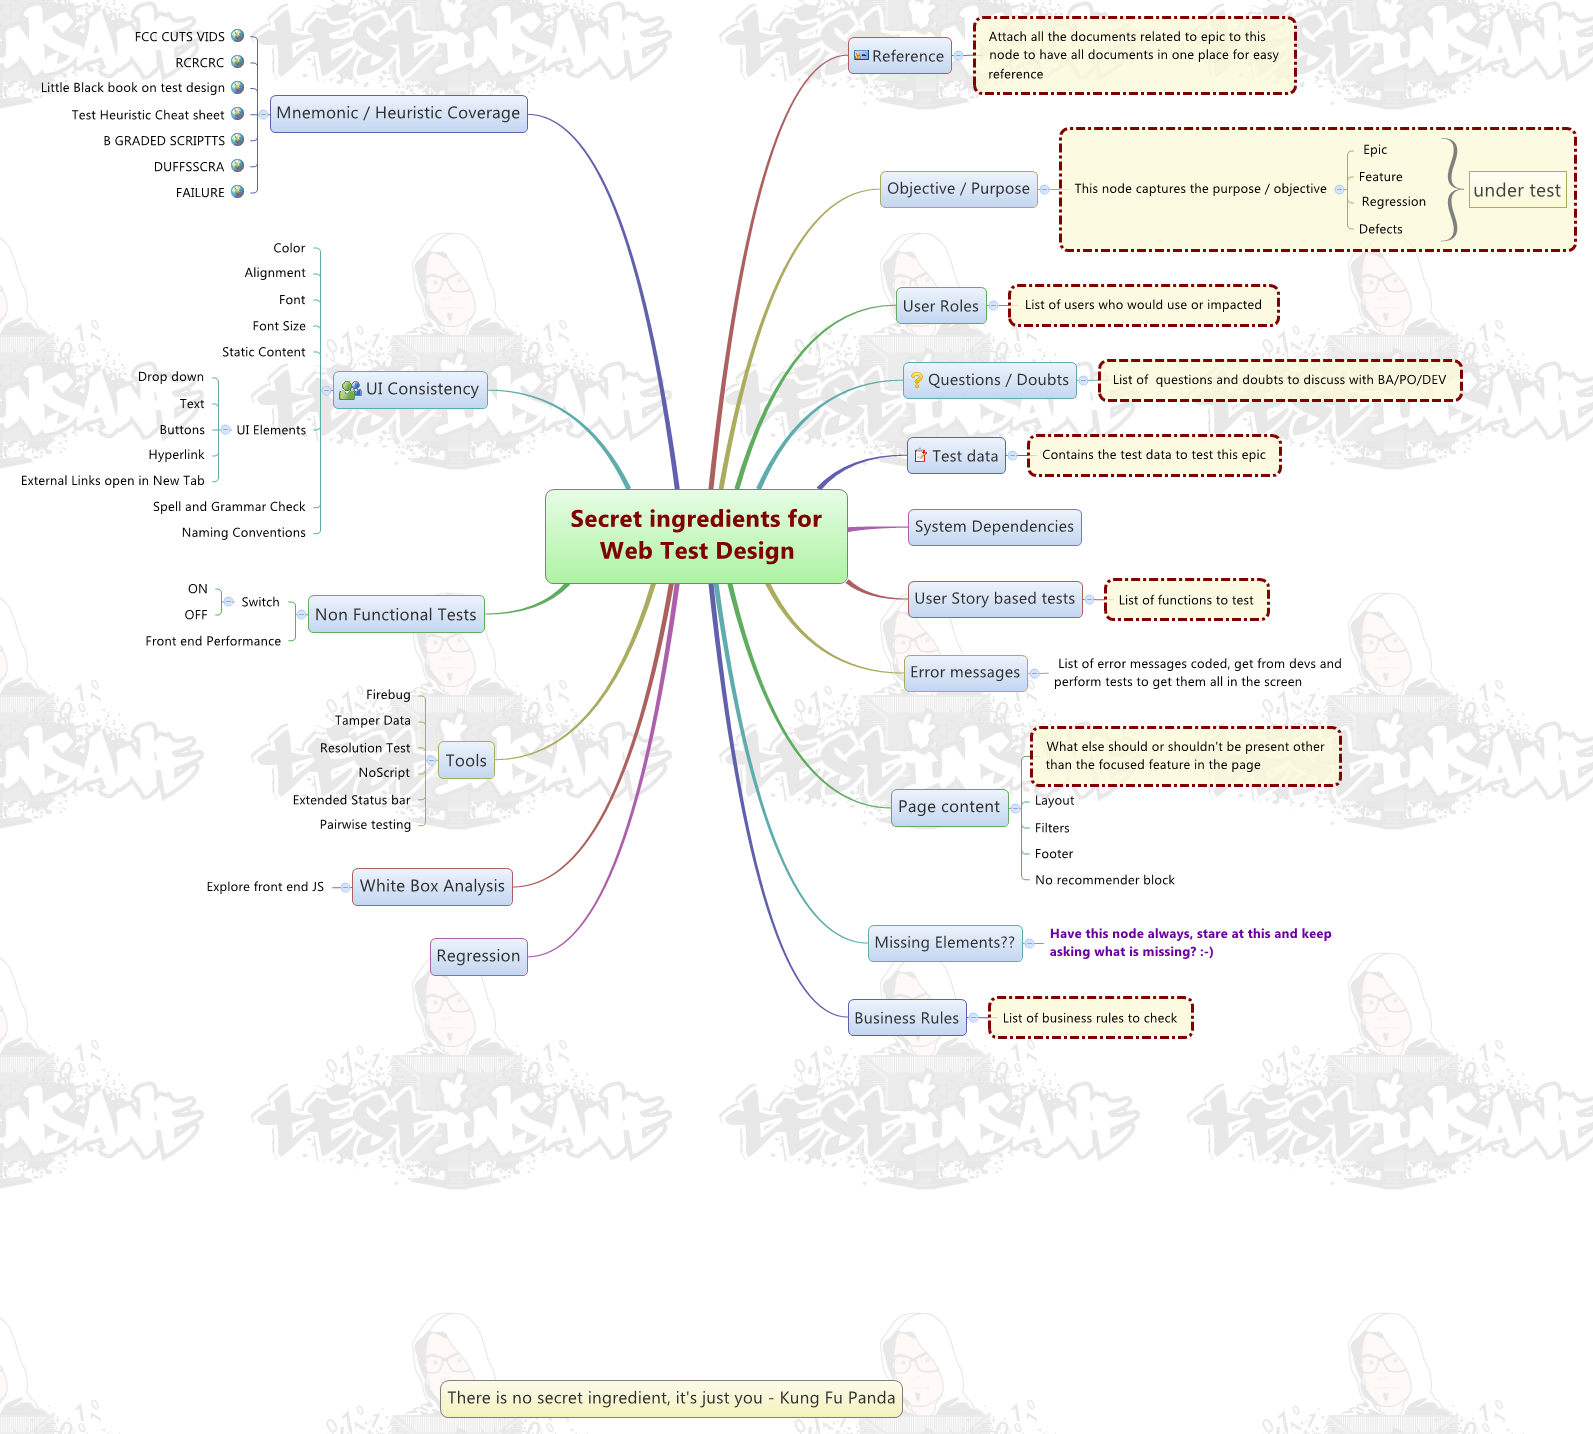 Secret ingredients for
Web Test Design
Mnemonic / Heuristic Coverage
FCC CUTS VIDS
RCRCRC
Little Black book on test design
Test Heuristic Cheat sheet
B GRADED SCRIPTTS
DUFFSSCRA
FAILURE
UI Consistency
Color
Alignment
Font
Font Size
Static Content
UI Elements
Drop down
Text
Buttons
Hyperlink
External Links open in New Tab
Spell and Grammar Check
Naming Conventions
Non Functional Tests
Switch
ON
OFF
Front end Performance
Tools
Firebug
Tamper Data
Resolution Test
NoScript
Extended Status bar
Pairwise testing
White Box Analysis
Explore front end JS
Regression
Reference
Attach all the documents related to epic to this
node to have all documents in one place for easy
reference
Objective / Purpose
This node captures the purpose / objective
Epic
Feature
Regression
Defects
under test
User Roles
List of users who would use or impacted
Questions / Doubts
List of  questions and doubts to discuss with BA/PO/DEV
Test data
Contains the test data to test this epic
System Dependencies
User Story based tests
List of functions to test
Error messages
List of error messages coded, get from devs and
perform tests to get them all in the screen
Page content
What else should or shouldn't be present other
than the focused feature in the page
Layout
Filters
Footer
No recommender block
Missing Elements??
Have this node always, stare at this and keep
asking what is missing? :-)
Business Rules
List of business rules to check
There is no secret ingredient, it's just you - Kung Fu Panda
TEST INSANE